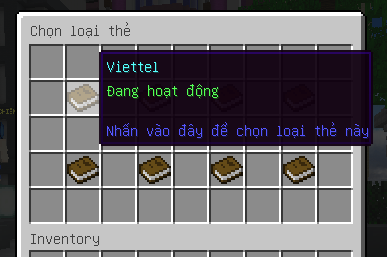 Chọn loại thẻ
Viettel
Đang hoạt động
Nhấn vào đây để chọn loại thẻ này
Inventory